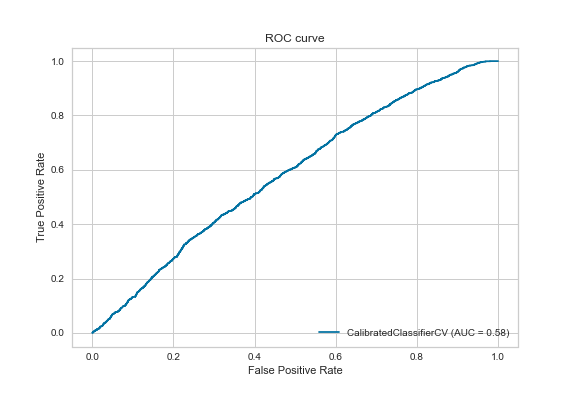 ROC curve
True Positive Rate
1.0
0.8
0.6
0.4
0.2
0.0
CalibratedClassifierCV (AUC = 0.58)
0.0 0.2 0.4 0.6 0.8 1.0
False Positive Rate